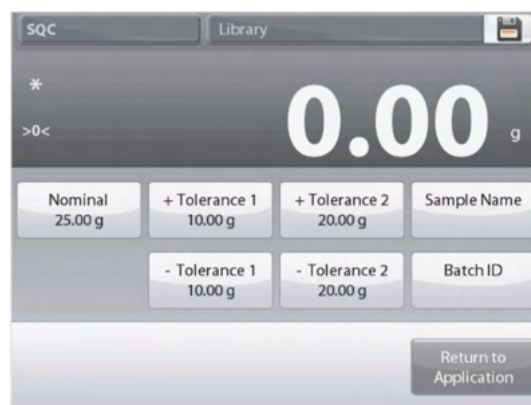 SQC
Library
*
>0<
0.00 g
Nominal
25.00 g
+ Tolerance 1
10.00 g
+ Tolerance 2
20.00 g
Sample Name
- Tolerance 1
10.00 g
- Tolerance 2
20.00 g
Batch ID
Return to
Application